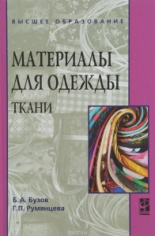 ВЫСШЕЕ ОБРАЗОВАНИЕ
МАТЕРИАЛЫ
ДЛЯ ОДЕЖДЫ
ТКАНИ
Б. А. Бузов
Г. П. Румянцева